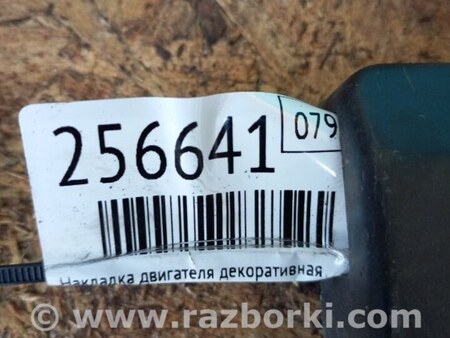 256641
079
Накладка двигателя декоративная
© www.razborki.com